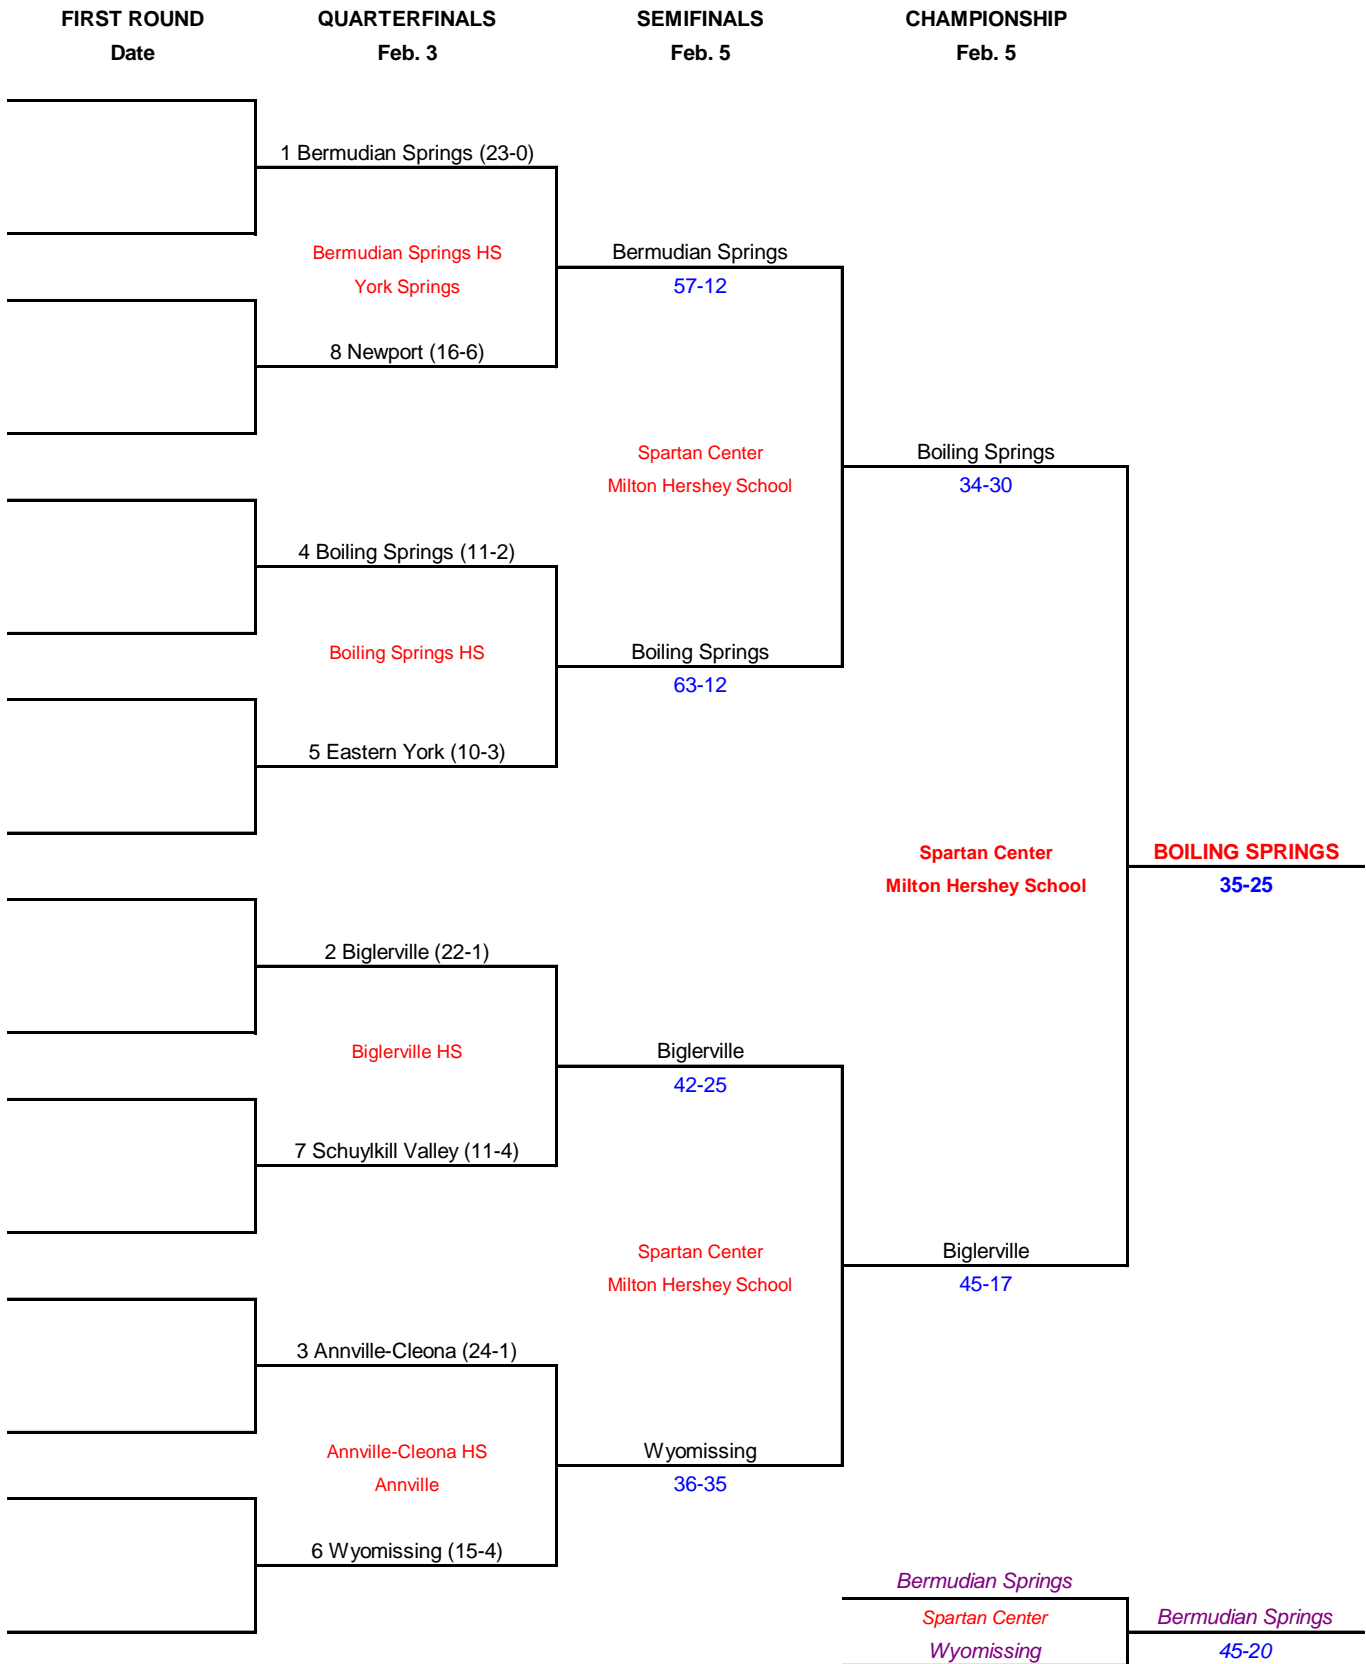 FIRST ROUND QUARTERFINALS SEMIFINALS CHAMPIONSHIP
Date Feb. 3 Feb. 5 Feb. 5
1 Bermudian Springs (23-0)
Bermudian Springs HS Bermudian Springs
York Springs 57-12
8 Newport (16-6)
Spartan Center Boiling Springs
Milton Hershey School 34-30
4 Boiling Springs (11-2)
Boiling Springs HS Boiling Springs
63-12
5 Eastern York (10-3)
Spartan Center BOILING SPRINGS
Milton Hershey School 35-25
2 Biglerville (22-1)
Biglerville HS Biglerville
42-25
7 Schuylkill Valley (11-4)
Spartan Center Biglerville
Milton Hershey School 45-17
3 Annville-Cleona (24-1)
Annville-Cleona HS Wyomissing
Annville 36-35
6 Wyomissing (15-4)
Bermudian Springs
Spartan Center Bermudian Springs
Wyomissing 45-20